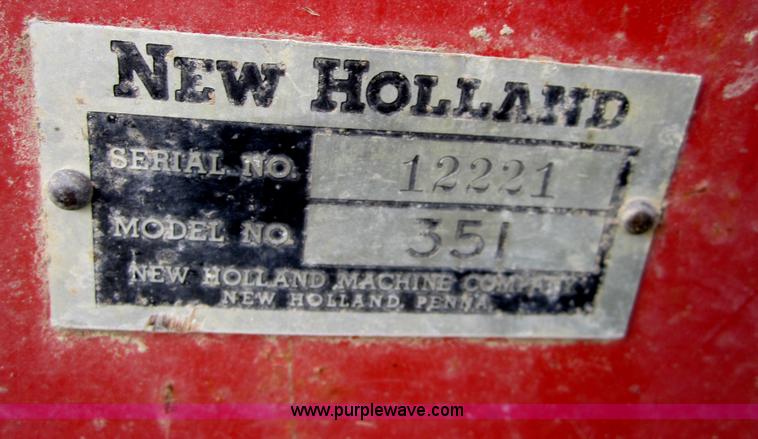 NEW HOLLAND
SERIAL NO. 12221
MODEL NO. 351
NEW HOLLAND MACHINE COMPANY
NEW HOLLAND, PENNA.
www.purplewave.com